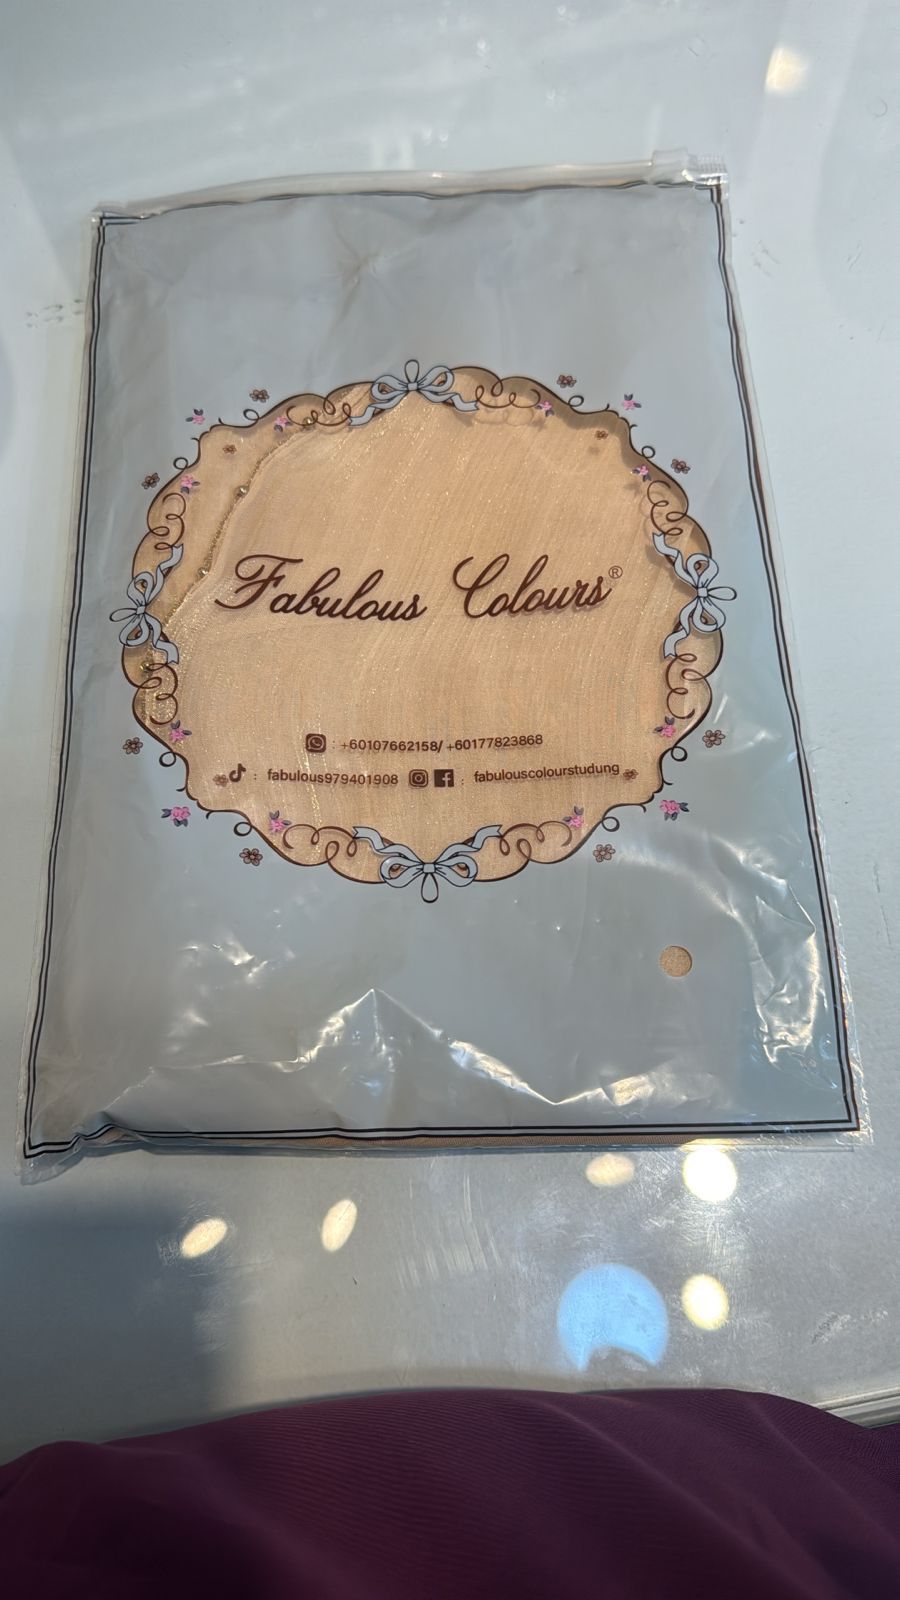 Fabulous Colours®
: +60107662158/ +60177823868
: fabulous979401908 : fabulouscolourstudung